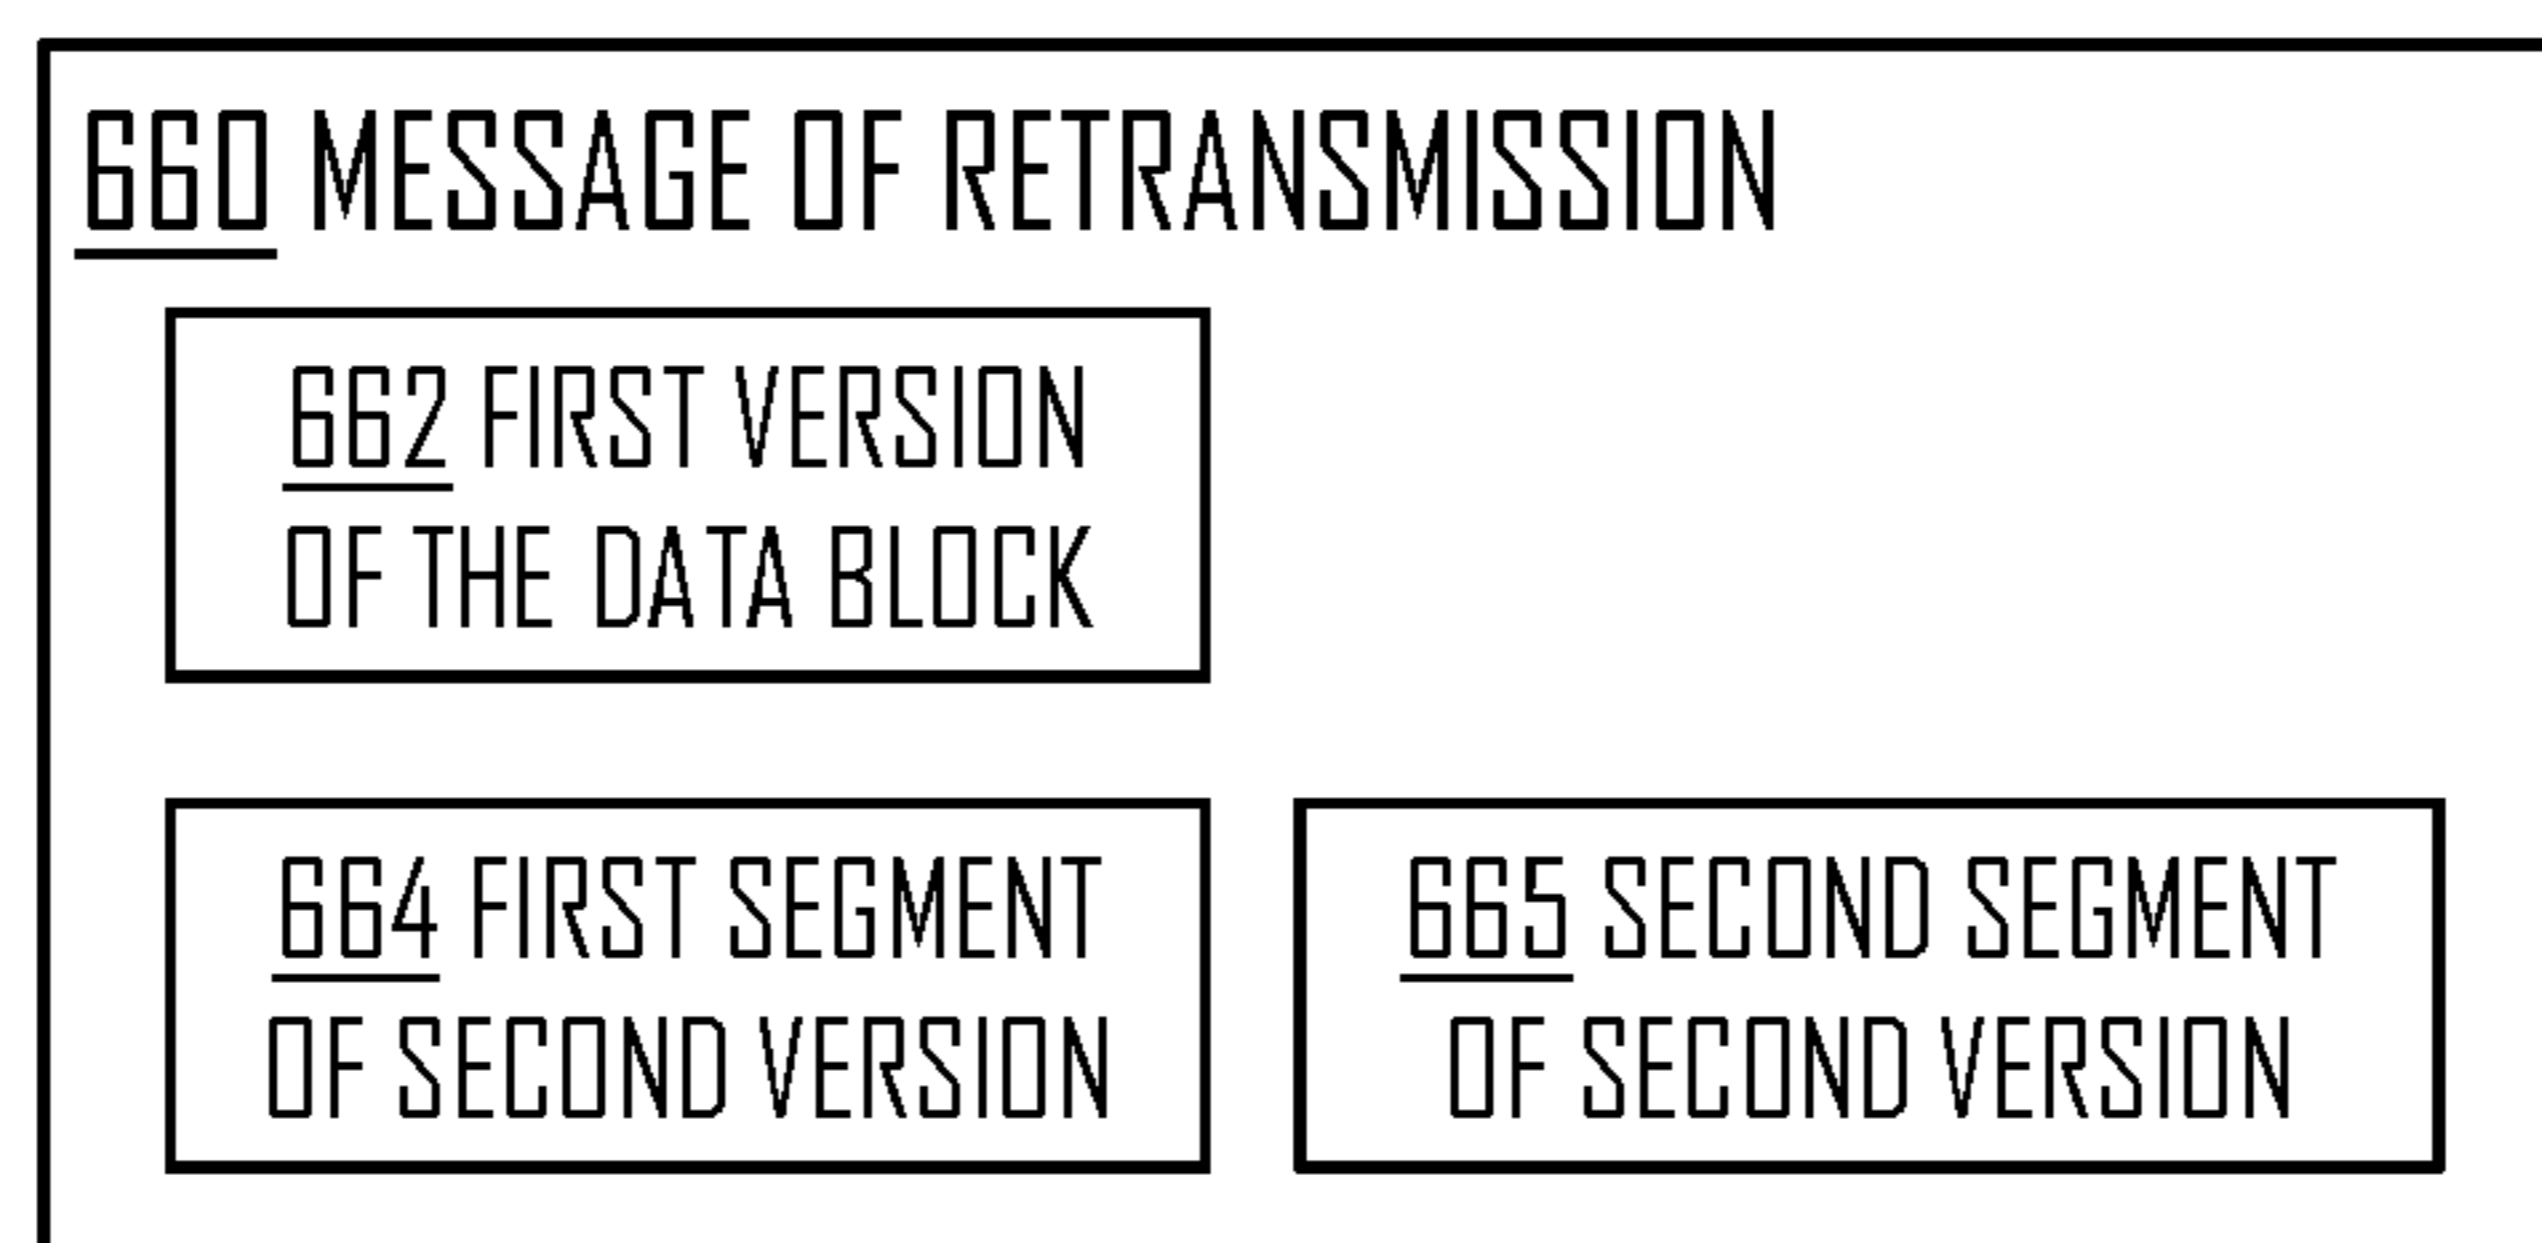 660 MESSAGE OF RETRANSMISSION
662 FIRST VERSION
OF THE DATA BLOCK
664 FIRST SEGMENT
OF SECOND VERSION
665 SECOND SEGMENT
OF SECOND VERSION